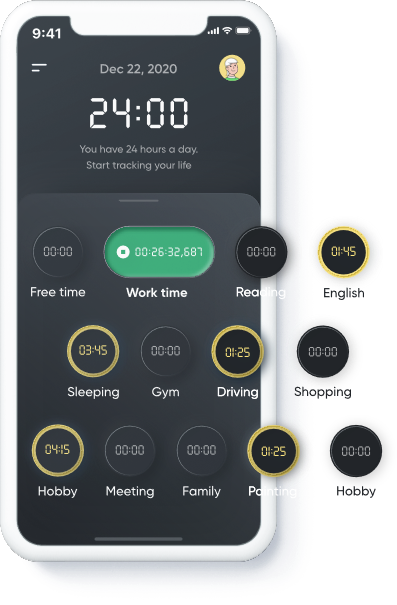 9:41
Dec 22, 2020
24:00
You have 24 hours a day.
Start tracking your life
00:00
00:26:32,687
00:00
01:45
Free time
Work time
Reading
English
03:45
00:00
01:25
00:00
Sleeping
Gym
Driving
Shopping
04:15
00:00
00:00
01:25
00:00
Hobby
Meeting
Family
Painting
Hobby